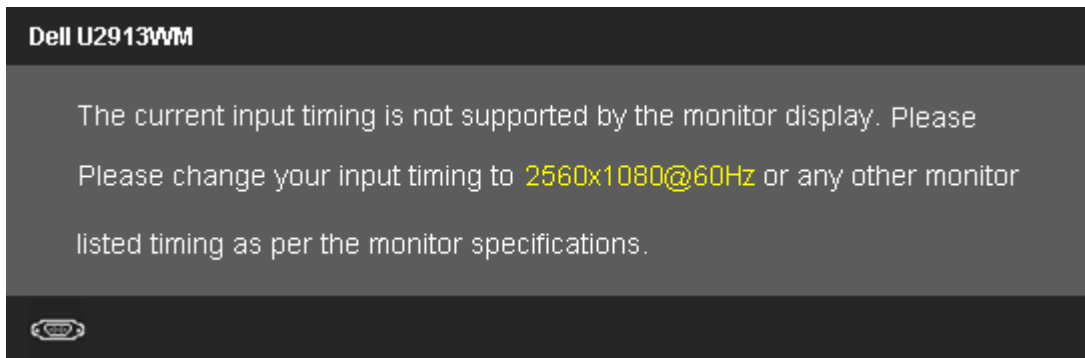 Dell U2913WM
The current input timing is not supported by the monitor display. Please
Please change your input timing to 2560x1080@60Hz or any other monitor
listed timing as per the monitor specifications.